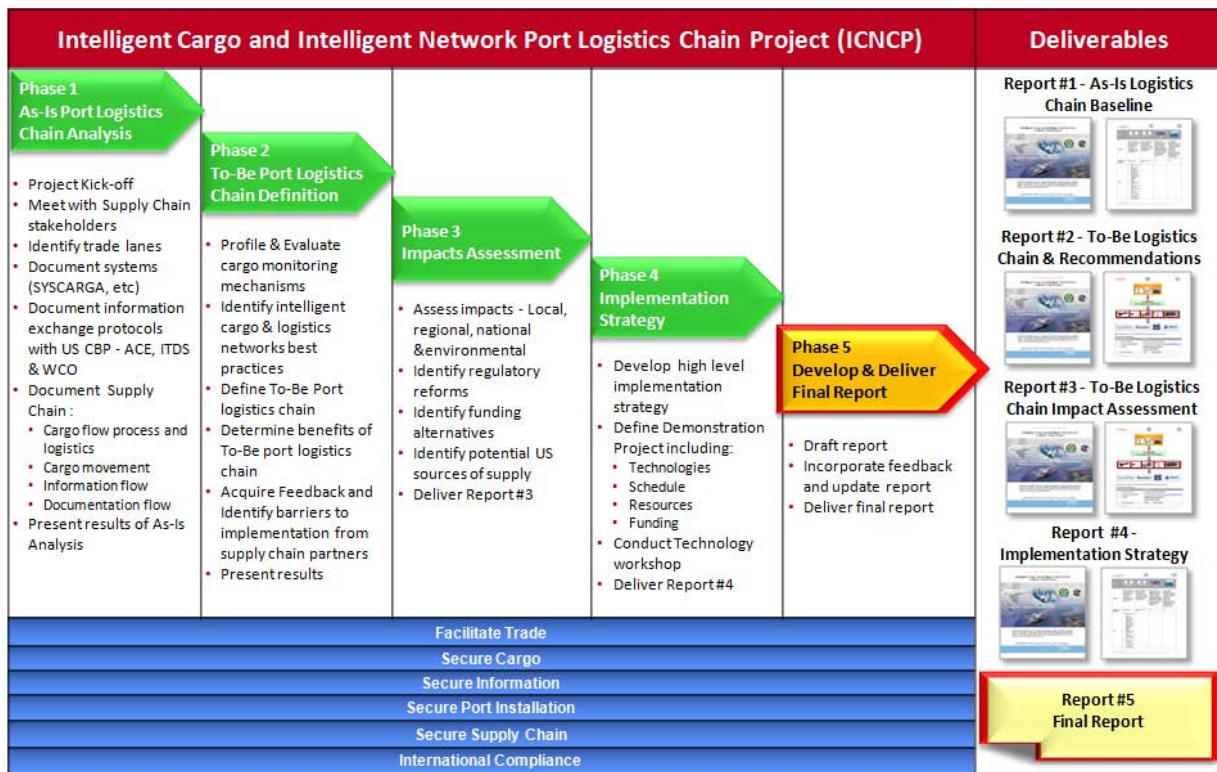 Intelligent Cargo and Intelligent Network Port Logistics Chain Project (ICNCP)
Deliverables
Phase 1
As-Is Port Logistics
Chain Analysis
• Project Kick-off
• Meet with Supply Chain
stakeholders
• Identify trade lanes
• Document systems
(SYSCARGA, etc)
• Document information
exchange protocols
with US CBP - ACE, ITDS
& WCO
• Document Supply
Chain :
• Cargo flow process and
logistics
• Cargo movement
• Information flow
• Documentation flow
• Present results of As-Is
Analysis
Phase 2
To-Be Port Logistics
Chain Definition
• Profile & Evaluate
cargo monitoring
mechanisms
• Identify intelligent
cargo & logistics
networks best
practices
• Define To-Be Port
logistics chain
• Determine benefits of
To-Be port logistics
chain
• Acquire Feedback and
Identify barriers to
implementation from
supply chain partners
• Present results
Phase 3
Impacts Assessment
• Assess impacts - Local,
regional, national
&environmental
• Identify regulatory
reforms
• Identify funding
alternatives
• Identify potential US
sources of supply
• Deliver Report #3
Phase 4
Implementation
Strategy
• Develop high level
implementation
strategy
• Define Demonstration
Project including:
• Technologies
• Schedule
• Resources
• Funding
• Conduct Technology
workshop
• Deliver Report #4
Phase 5
Develop & Deliver
Final Report
• Draft report
• Incorporate feedback
and update report
• Deliver final report
Report #1 - As-Is Logistics
Chain Baseline
Report #2 - To-Be Logistics
Chain & Recommendations
Report #3 - To-Be Logistics
Chain Impact Assessment
Report #4 -
Implementation Strategy
Report #5
Final Report
Facilitate Trade
Secure Cargo
Secure Information
Secure Port Installation
Secure Supply Chain
International Compliance